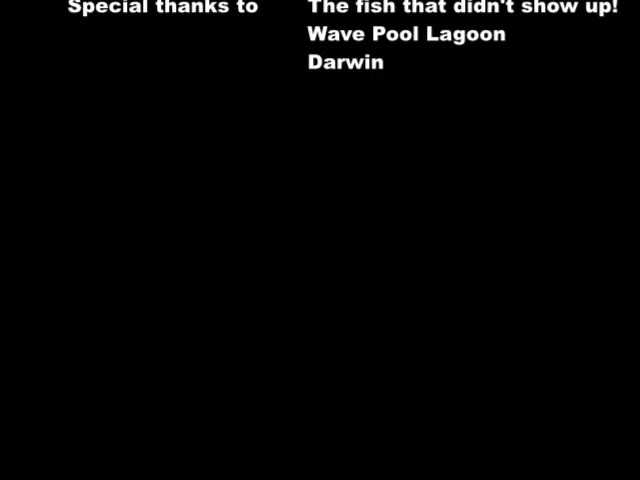 Special thanks to The fish that didn't show up!
Wave Pool Lagoon
Darwin